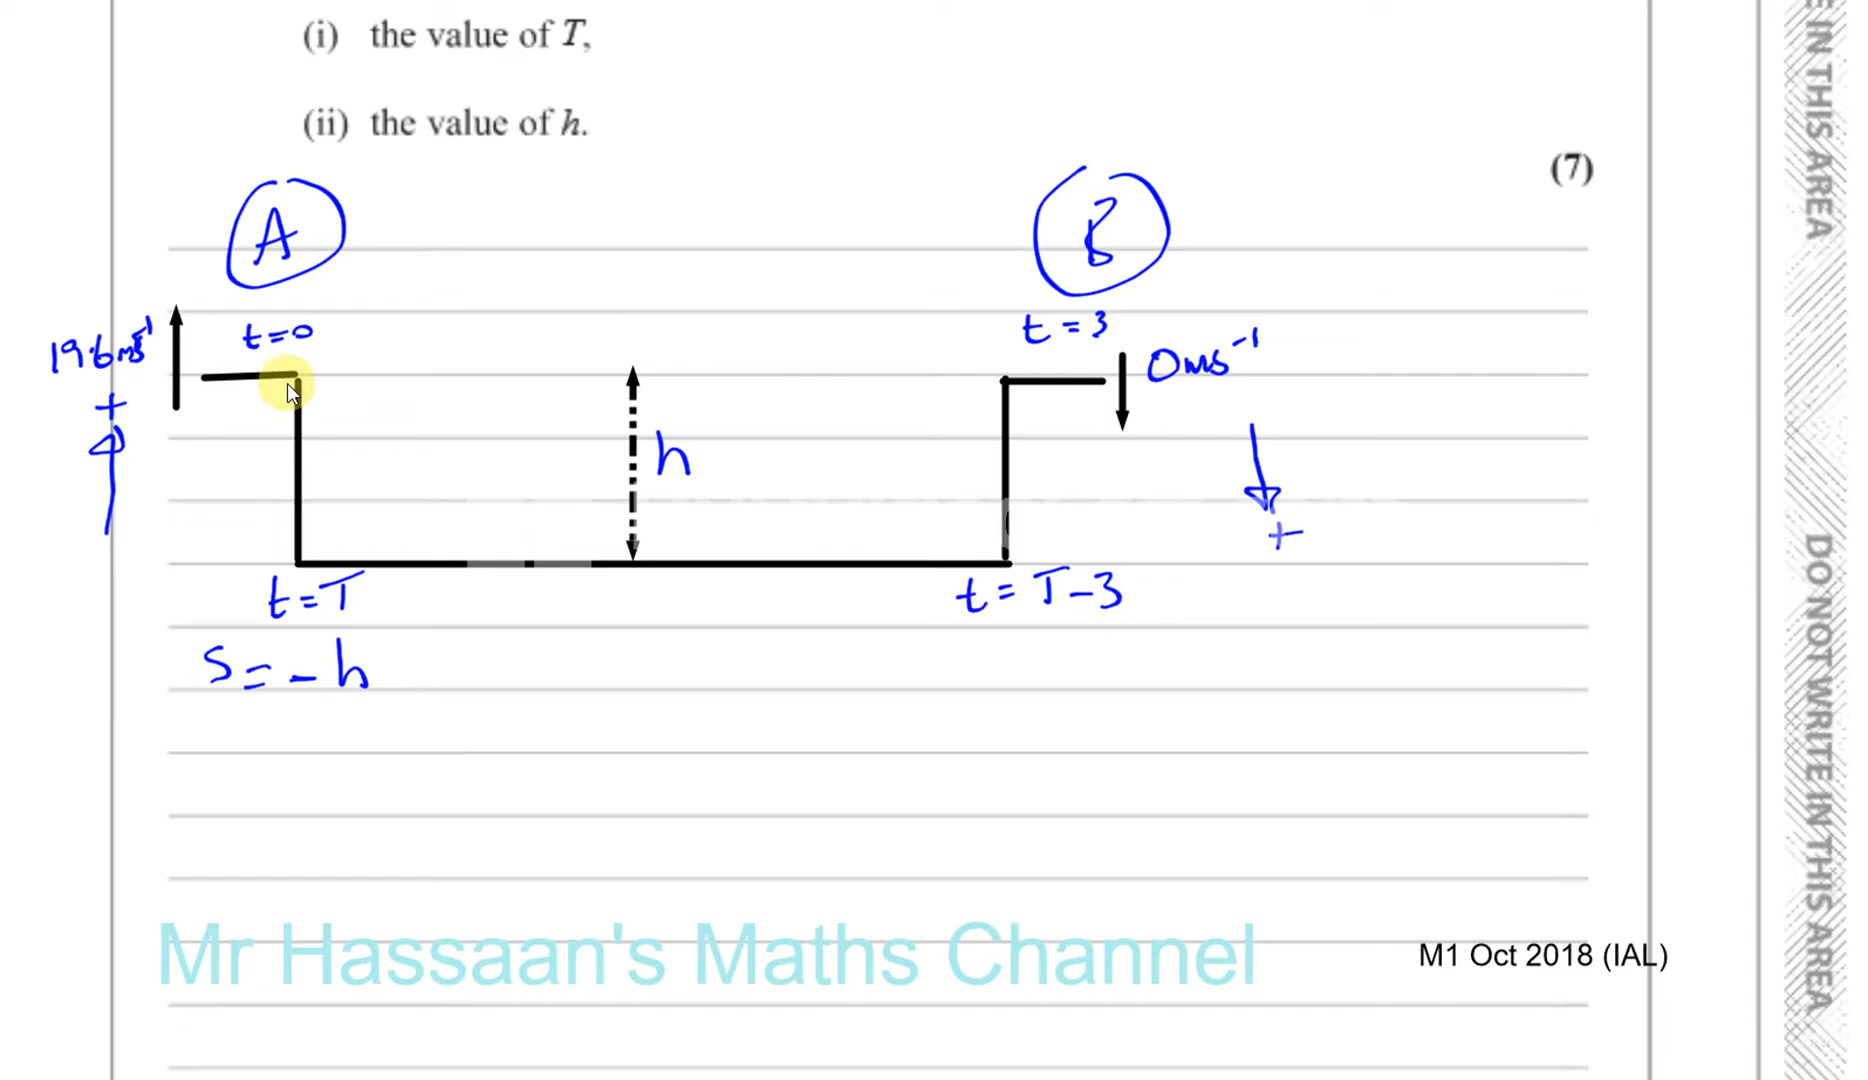 (i) the value of T,
(ii) the value of h.
(7)
A
B
t=0
t = 3
19.6ms⁻¹
0ms⁻¹
+
h
+
t=T
t= T-3
S= -h
Mr Hassaan's Maths Channel
M1 Oct 2018 (IAL)
E IN THIS AREA
DO NOT WRITE IN THIS AREA